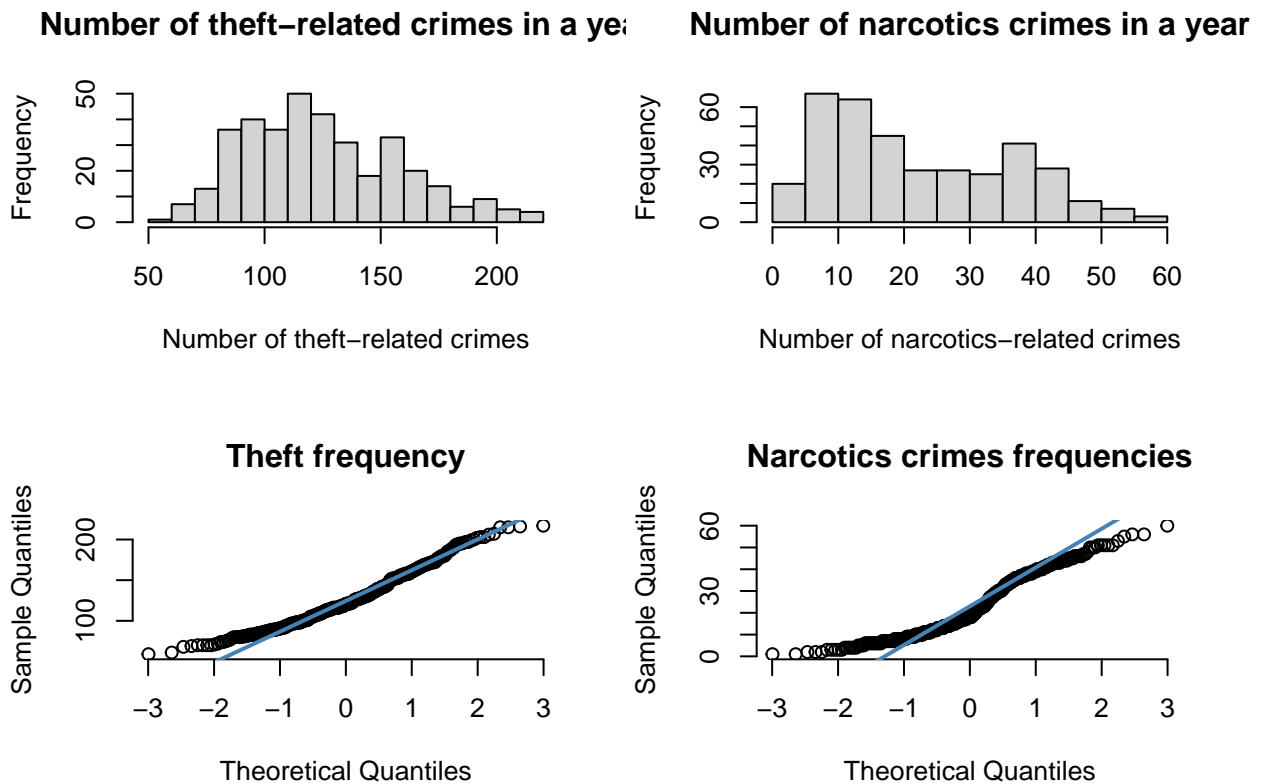 Number of theft−related crimes in a yea
Frequency
0 20 50
50 100 150 200
Number of theft−related crimes
Number of narcotics crimes in a year
Frequency
0 30 60
0 10 20 30 40 50 60
Number of narcotics−related crimes
Theft frequency
Sample Quantiles
100 200
−3 −2 −1 0 1 2 3
Theoretical Quantiles
Narcotics crimes frequencies
Sample Quantiles
0 30 60
−3 −2 −1 0 1 2 3
Theoretical Quantiles